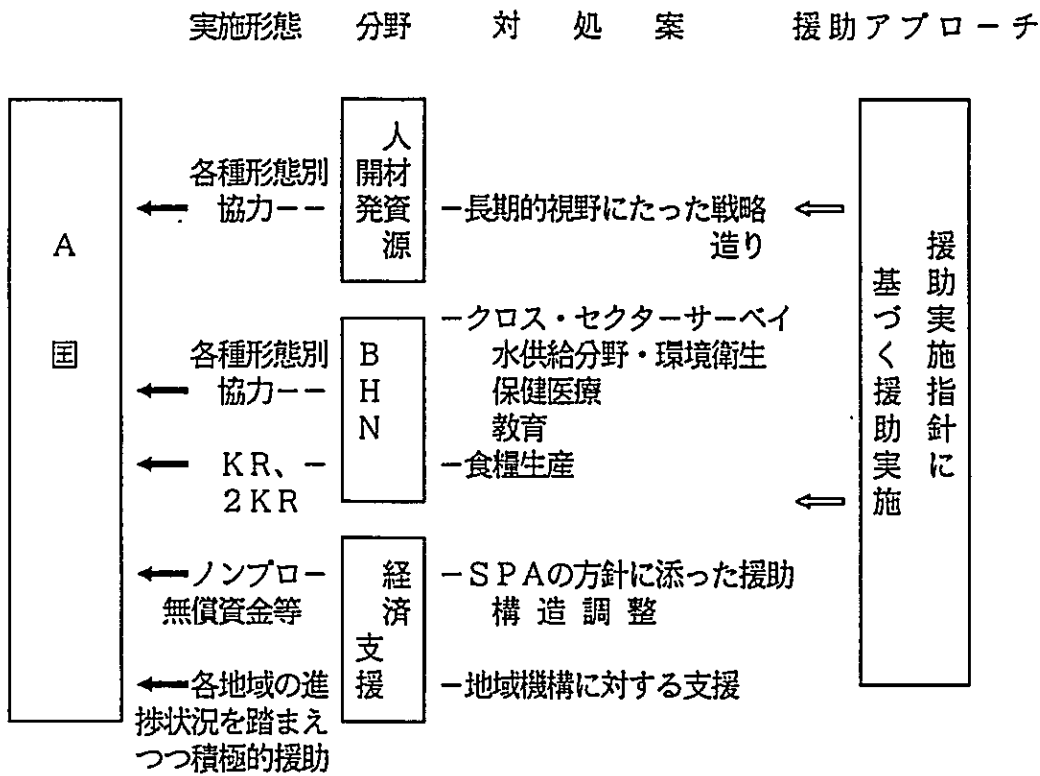 実施形態　分野　対　処　案　援助アプローチ
A国
各種形態別
協力――
人材資源
開発
―長期的視野にたった戦略
造り
各種形態別
協力――
KR、―
2KR
BHN
―クロス・セクターサーベイ
水供給分野・環境衛生
保健医療
教育
―食糧生産
ノンプロ―
無償資金等
各地域の進
捗状況を踏まえ
つつ積極的援助
経済
支援
―SPAの方針に添った援助
構造調整
―地域機構に対する支援
援助実施指針に
基づく援助実施